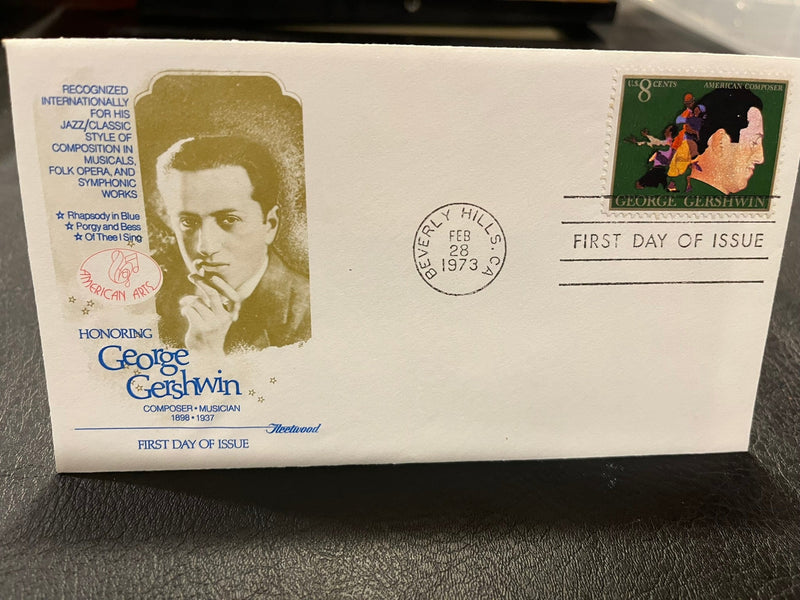 RECOGNIZED
INTERNATIONALLY
FOR HIS
JAZZ/CLASSIC
STYLE OF
COMPOSITION IN
MUSICALS,
FOLK OPERA, AND
SYMPHONIC
WORKS
☆ Rhapsody in Blue
☆ Porgy and Bess
☆ Of Thee I Sing
AMERICAN ARTS
HONORING
George
Gershwin
COMPOSER • MUSICIAN
1898 • 1937
Fleetwood
FIRST DAY OF ISSUE
BEVERLY HILLS, CA
FEB
28
1973
U.S. 8 CENTS AMERICAN COMPOSER
GEORGE GERSHWIN
FIRST DAY OF ISSUE